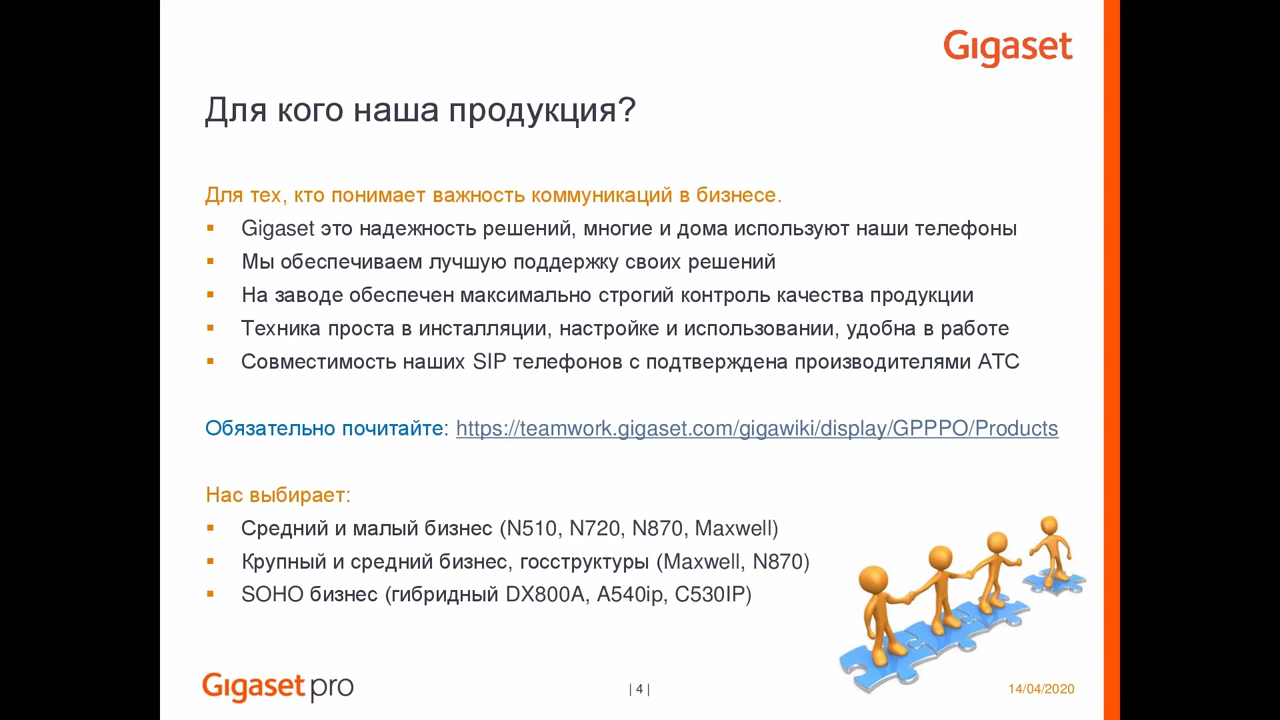 Gigaset
Для кого наша продукция?
Для тех, кто понимает важность коммуникаций в бизнесе.
▪ Gigaset это надежность решений, многие и дома используют наши телефоны
▪ Мы обеспечиваем лучшую поддержку своих решений
▪ На заводе обеспечен максимально строгий контроль качества продукции
▪ Техника проста в инсталляции, настройке и использовании, удобна в работе
▪ Совместимость наших SIP телефонов с подтверждена производителями АТС
Обязательно почитайте: https://teamwork.gigaset.com/gigawiki/display/GPPPO/Products
Нас выбирает:
▪ Средний и малый бизнес (N510, N720, N870, Maxwell)
▪ Крупный и средний бизнес, госструктуры (Maxwell, N870)
▪ SOHO бизнес (гибридный DX800A, A540ip, C530IP)
Gigaset pro
| 4 |
14/04/2020